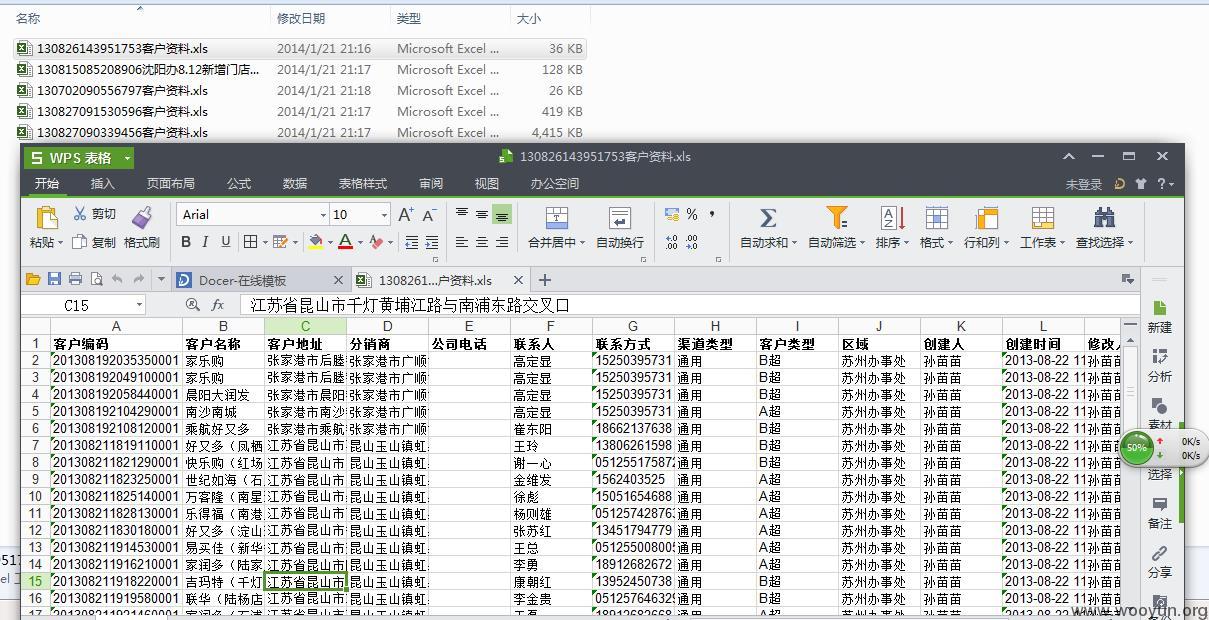 名称 修改日期 类型 大小
130826143951753客户资料.xls 2014/1/21 21:16 Microsoft Excel ... 36 KB
130815085208906沈阳办8.12新增门店... 2014/1/21 21:17 Microsoft Excel ... 128 KB
130702090556797客户资料.xls 2014/1/21 21:18 Microsoft Excel ... 26 KB
130827091530596客户资料.xls 2014/1/21 21:17 Microsoft Excel ... 419 KB
130827090339456客户资料.xls 2014/1/21 21:17 Microsoft Excel ... 4,415 KB
WPS 表格 130826143951753客户资料.xls
开始 插入 页面布局 公式 数据 表格样式 审阅 视图 办公空间 未登录
剪切 Arial 10
粘贴 复制 格式刷 B I U 合并居中 自动换行 自动求和 自动筛选 排序 格式 行和列 工作表 查找选择
Docer-在线模板 1308261...户资料.xls
C15 fx 江苏省昆山市千灯黄埔江路与南浦东路交叉口
A B C D E F G H I J K L
1 客户编码 客户名称 客户地址 分销商 公司电话 联系人 联系方式 渠道类型 客户类型 区域 创建人 创建时间 修改人
2 201308192035350001 家乐购 张家港市后塍 张家港市广顺 高定显 15250395731 通用 B超 苏州办事处 孙苗苗 2013-08-22 11 孙苗苗
3 201308192049100001 家乐购 张家港市后塍 张家港市广顺 高定显 15250395731 通用 B超 苏州办事处 孙苗苗 2013-08-22 11 孙苗苗
4 201308192058440001 晨阳大润发 张家港市晨阳 张家港市广顺 高定显 15250395731 通用 B超 苏州办事处 孙苗苗 2013-08-22 11 孙苗苗
5 201308192104290001 南沙南城 张家港市南沙 张家港市广顺 高定显 15250395731 通用 A超 苏州办事处 孙苗苗 2013-08-22 11 孙苗苗
6 201308192108120001 乘航好又多 张家港市乘航 张家港市广顺 崔东阳 18662137638 通用 B超 苏州办事处 孙苗苗 2013-08-22 11 孙苗苗
7 201308211819110001 好又多（凤栖 江苏省昆山市 昆山玉山镇虹 王玲 13806261598 通用 B超 苏州办事处 孙苗苗 2013-08-22 11 孙苗苗
8 201308211821290001 快乐购（红场 江苏省昆山市 昆山玉山镇虹 谢一心 051255175872 通用 B超 苏州办事处 孙苗苗 2013-08-22 11 孙苗苗
9 201308211823250001 世纪如海（石 江苏省昆山市 昆山玉山镇虹 金维发 1562403525 通用 A超 苏州办事处 孙苗苗 2013-08-22 11 孙苗苗
10 201308211825140001 万客隆（南星 江苏省昆山市 昆山玉山镇虹 徐彪 15051654688 通用 A超 苏州办事处 孙苗苗 2013-08-22 11 孙苗苗
11 201308211828130001 乐得福（南港 江苏省昆山市 昆山玉山镇虹 杨则雄 051257428763 通用 A超 苏州办事处 孙苗苗 2013-08-22 11 孙苗苗
12 201308211830180001 好又多（淀山 江苏省昆山市 昆山玉山镇虹 张苏红 13451794779 通用 B超 苏州办事处 孙苗苗 2013-08-22 11 孙苗苗
13 201308211914530001 易买佳（新华 江苏省昆山市 昆山玉山镇虹 王总 051255008005 通用 A超 苏州办事处 孙苗苗 2013-08-22 11 孙苗苗
14 201308211916210001 家润多（陆家 江苏省昆山市 昆山玉山镇虹 李勇 18912682672 通用 A超 苏州办事处 孙苗苗 2013-08-22 11 孙苗苗
15 201308211918220001 吉玛特（千灯 江苏省昆山市 昆山玉山镇虹 康朝红 13952450738 通用 B超 苏州办事处 孙苗苗 2013-08-22 11 孙苗苗
16 201308211919580001 联华（陆杨店 江苏省昆山市 昆山玉山镇虹 李金贵 051257646329 通用 B超 苏州办事处 孙苗苗 2013-08-22 11 孙苗苗
新建
分析
素材
50% 0K/s
0K/s
选择
备注
分享
www.wooyun.org